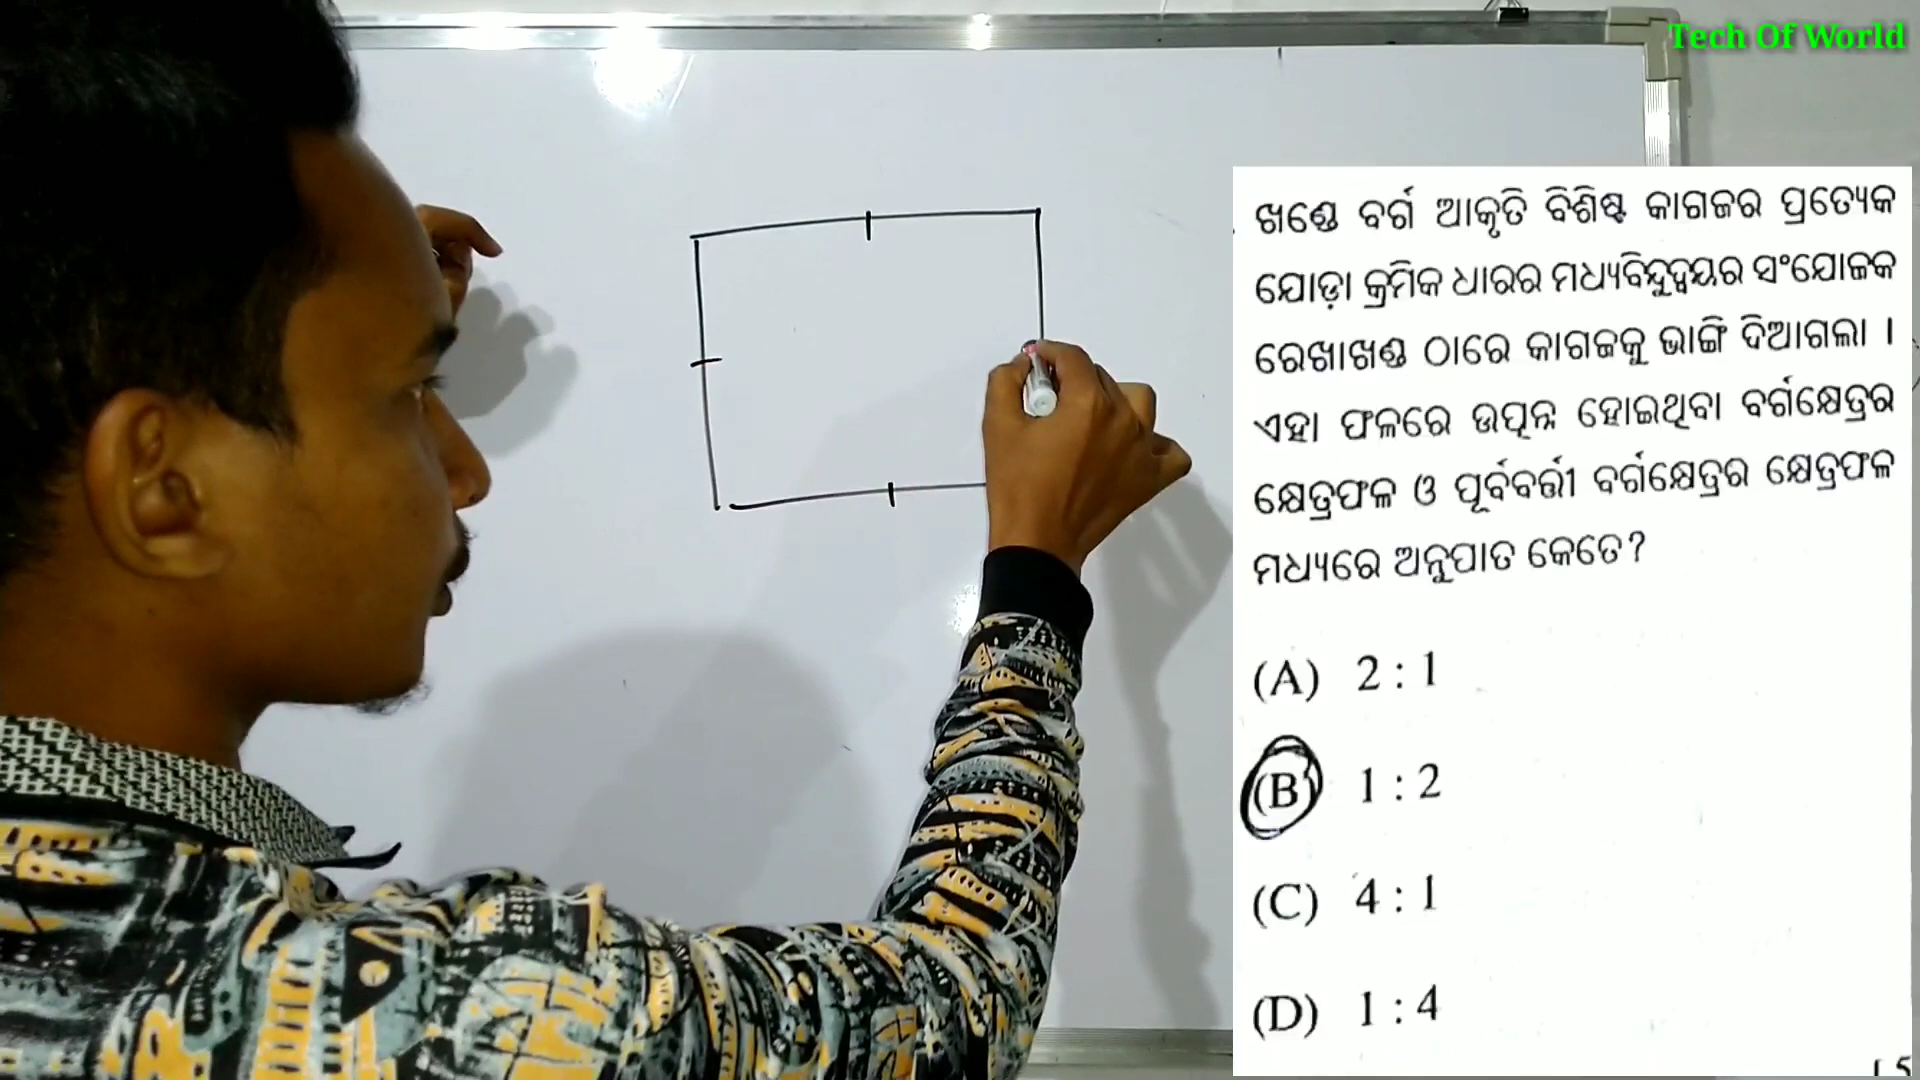 Tech Of World
ଖଣ୍ଡେ ବର୍ଗ ଆକୃତି ବିଶିଷ୍ଟ କାଗଜର ପ୍ରତ୍ୟେକ
ଯୋଡ଼ା କ୍ରମିକ ଧାରର ମଧ୍ୟବିନ୍ଦୁଦ୍ୱୟର ସଂଯୋଜକ
ରେଖାଖଣ୍ଡ ଠାରେ କାଗଜକୁ ଭାଙ୍ଗି ଦିଆଗଲା ।
ଏହା ଫଳରେ ଉତ୍ପନ୍ନ ହୋଇଥିବା ବର୍ଗକ୍ଷେତ୍ରର
କ୍ଷେତ୍ରଫଳ ଓ ପୂର୍ବବର୍ତ୍ତୀ ବର୍ଗକ୍ଷେତ୍ରର କ୍ଷେତ୍ରଫଳ
ମଧ୍ୟରେ ଅନୁପାତ କେତେ?
(A) 2 : 1
(B) 1 : 2
(C) 4 : 1
(D) 1 : 4
[ 5